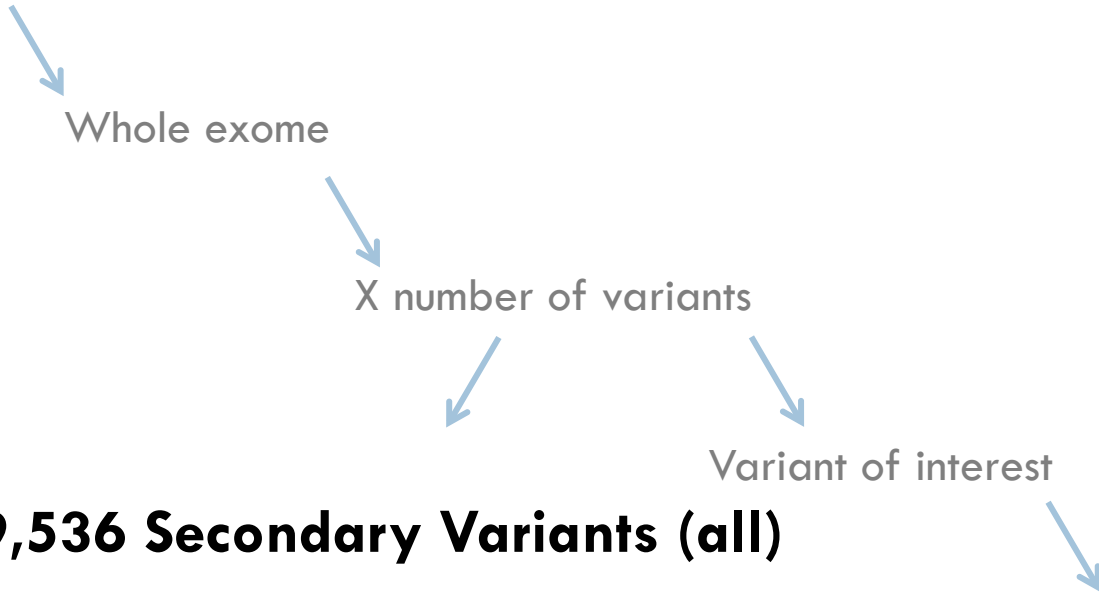 Whole exome
X number of variants
Variant of interest
,536 Secondary Variants (all)